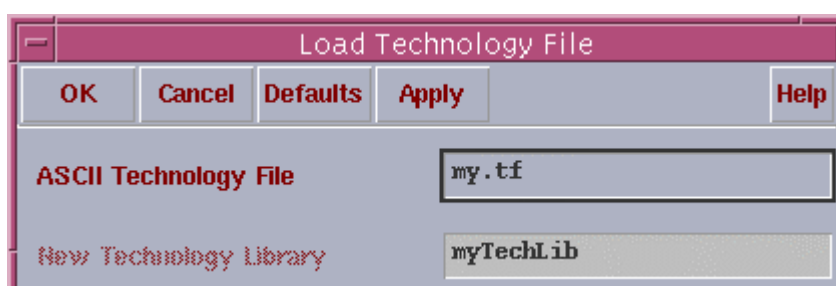 Load Technology File
OK Cancel Defaults Apply Help
ASCII Technology File my.tf
New Technology Library myTechLib